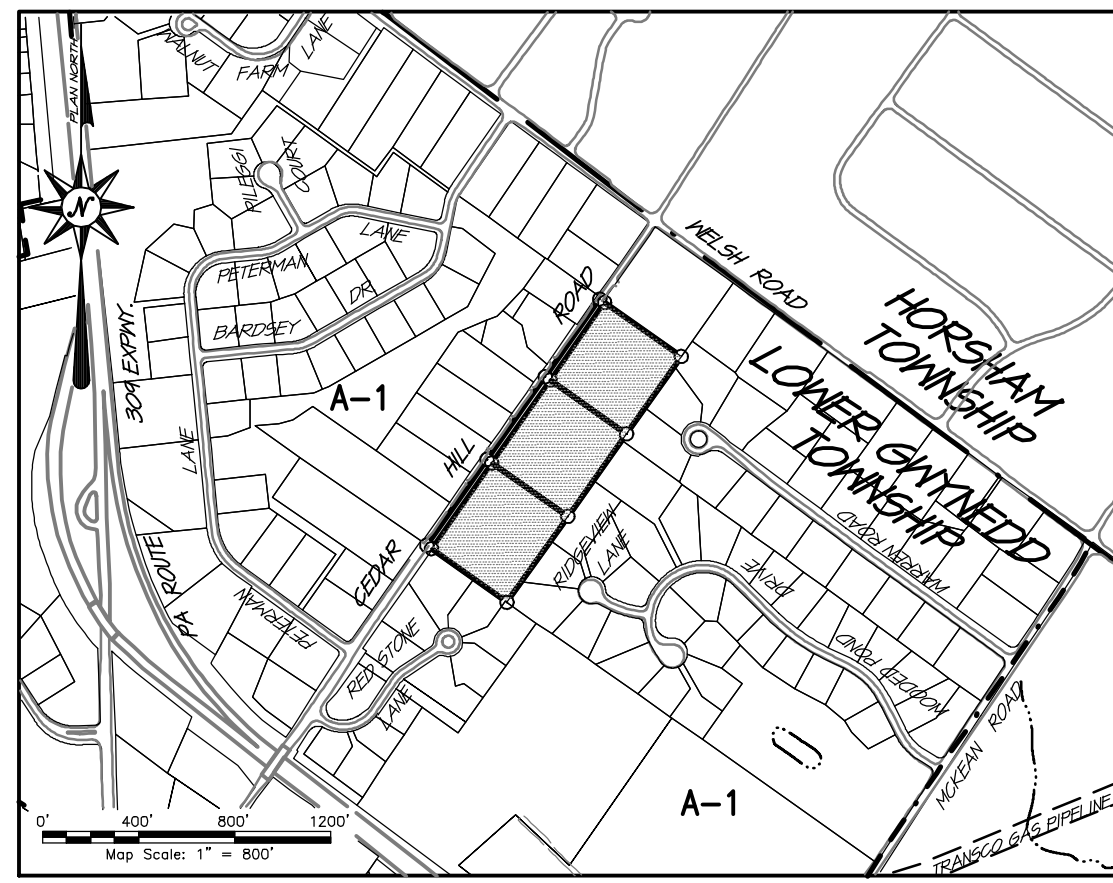 PLAN NORTH
N
WALNUT
FARM
LANE
PILEGGI
COURT
PETERMAN
LANE
BARDSEY
DR.
309 EXPWY.
PA ROUTE
LANE
PETERMAN
A-1
CEDAR
HILL
ROAD
WELSH ROAD
HORSHAM
TOWNSHIP
LOWER GWYNEDD
TOWNSHIP
WARREN ROAD
RIDGEVIEW
LANE
DRIVE
WOODED POND
RED STONE
LANE
MCKEAN ROAD
A-1
TRANSCO GAS PIPELINE
0' 400' 800' 1200'
Map Scale: 1" = 800'